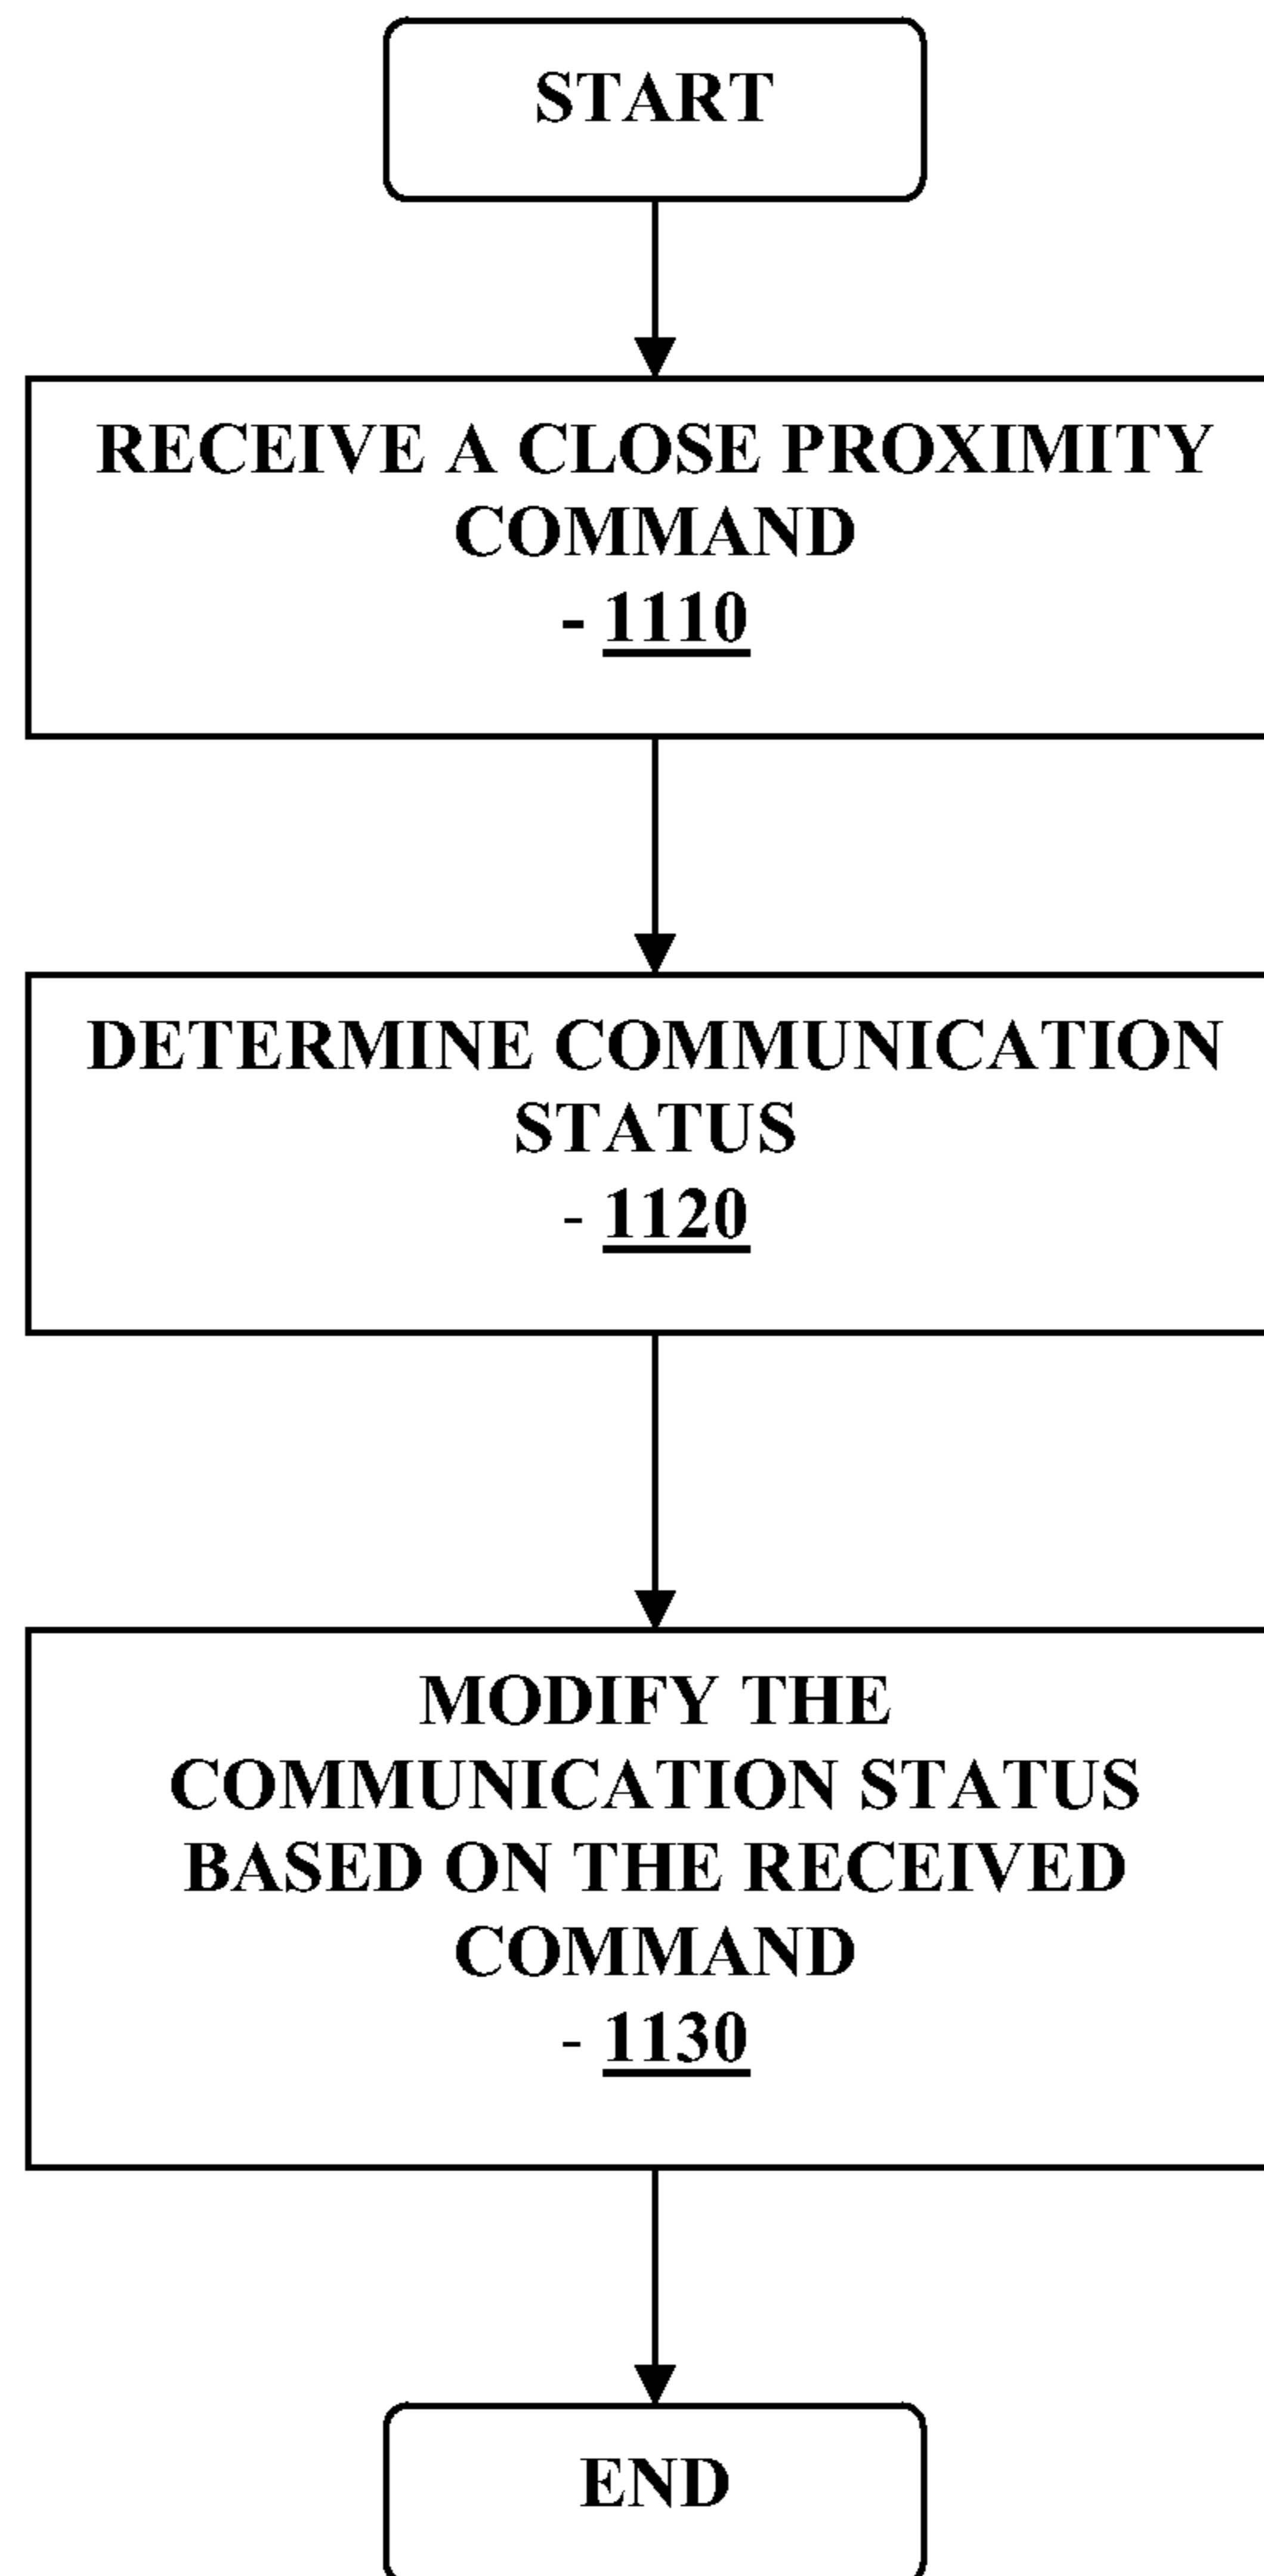 START
RECEIVE A CLOSE PROXIMITY
COMMAND
- 1110
DETERMINE COMMUNICATION
STATUS
- 1120
MODIFY THE
COMMUNICATION STATUS
BASED ON THE RECEIVED
COMMAND
- 1130
END